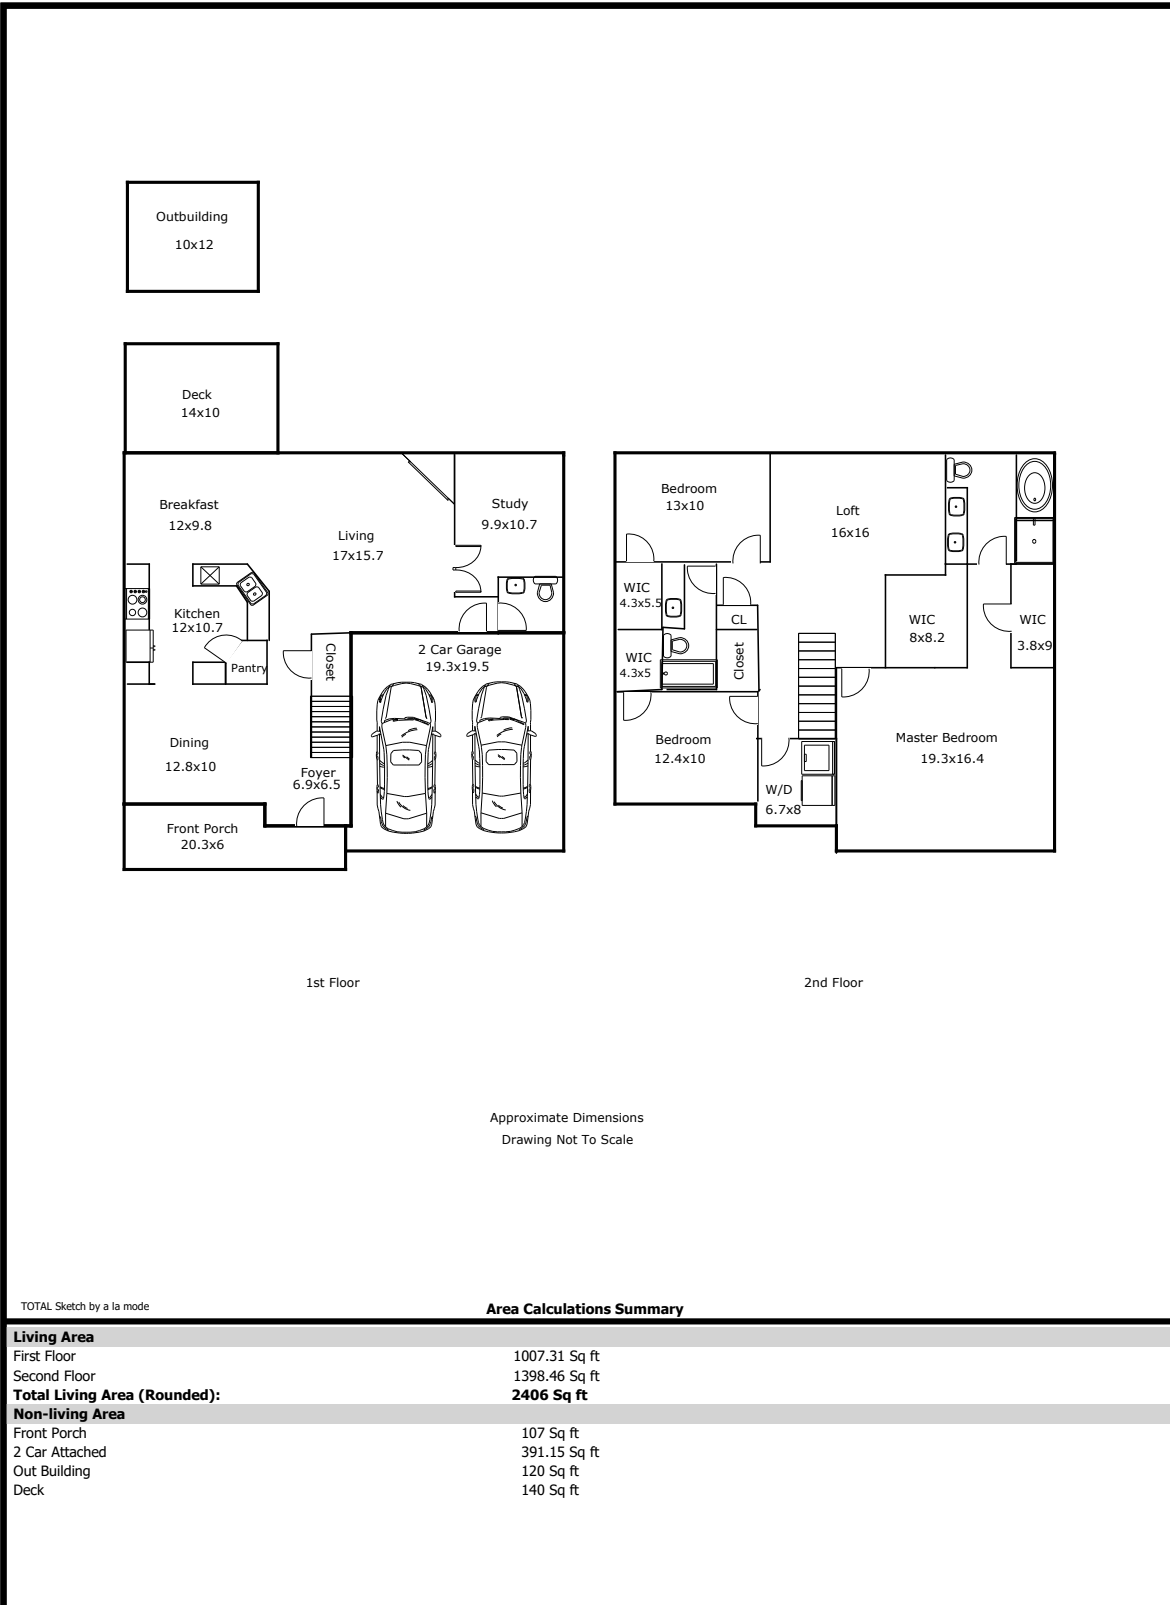 Outbuilding
10x12
Deck
14x10
Breakfast
12x9.8
Living
17x15.7
Study
9.9x10.7
Kitchen
12x10.7
Pantry
Closet
2 Car Garage
19.3x19.5
Dining
12.8x10
Foyer
6.9x6.5
Front Porch
20.3x6
Bedroom
13x10
Loft
16x16
WIC
4.3x5.5
CL
WIC
8x8.2
WIC
3.8x9
WIC
4.3x5
Closet
Bedroom
12.4x10
Master Bedroom
19.3x16.4
W/D
6.7x8
1st Floor
2nd Floor
Approximate Dimensions
Drawing Not To Scale
TOTAL Sketch by a la mode
Area Calculations Summary
Living Area
First Floor 1007.31 Sq ft
Second Floor 1398.46 Sq ft
Total Living Area (Rounded): 2406 Sq ft
Non-living Area
Front Porch 107 Sq ft
2 Car Attached 391.15 Sq ft
Out Building 120 Sq ft
Deck 140 Sq ft